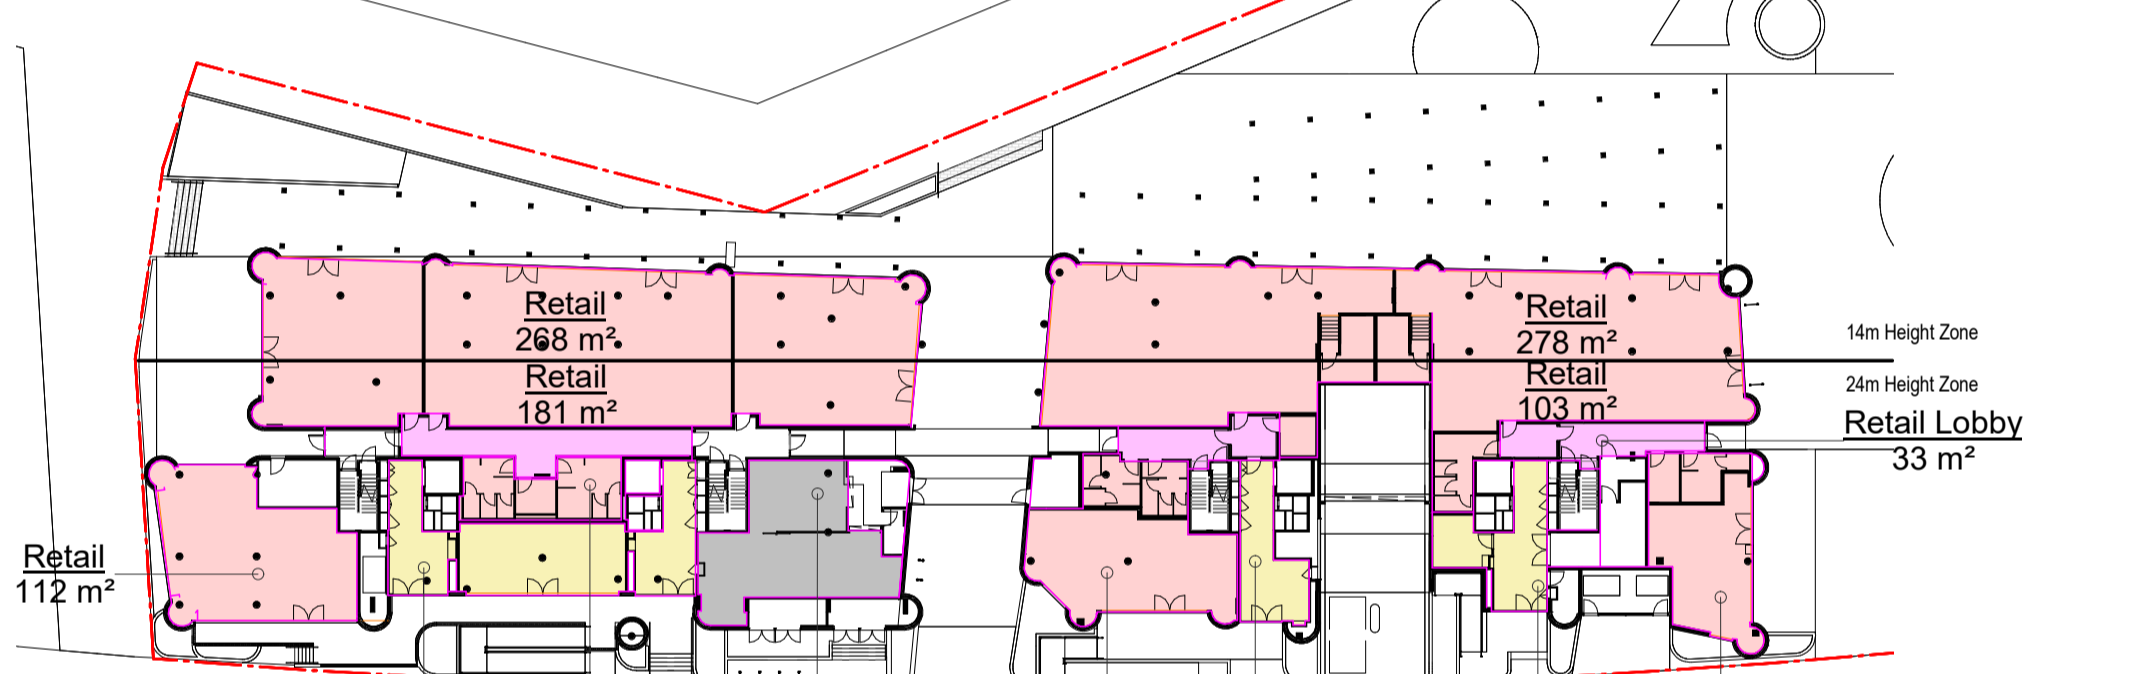 Retail
268 m²
Retail
181 m²
Retail
278 m²
Retail
103 m²
14m Height Zone
24m Height Zone
Retail Lobby
33 m²
Retail
112 m²